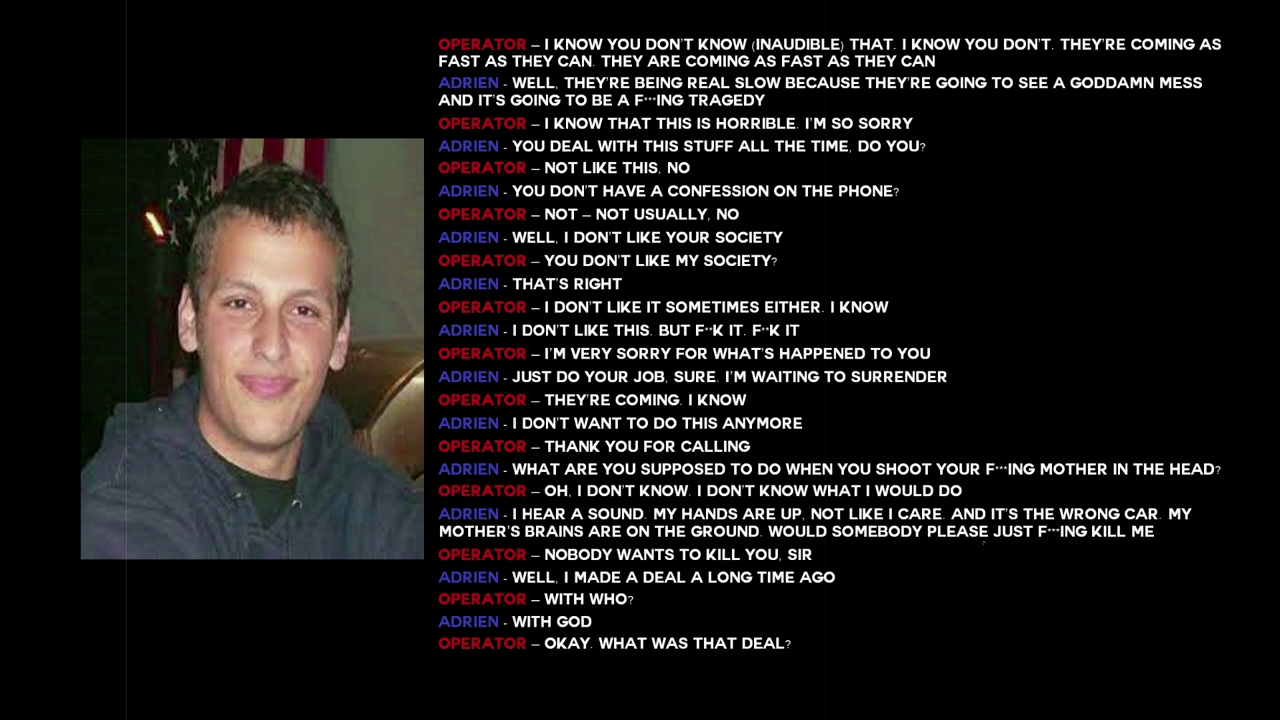 OPERATOR – I KNOW YOU DON'T KNOW (INAUDIBLE) THAT. I KNOW YOU DON'T. THEY'RE COMING AS
FAST AS THEY CAN. THEY ARE COMING AS FAST AS THEY CAN
ADRIEN - WELL, THEY'RE BEING REAL SLOW BECAUSE THEY'RE GOING TO SEE A GODDAMN MESS
AND IT'S GOING TO BE A F***ING TRAGEDY
OPERATOR – I KNOW THAT THIS IS HORRIBLE. I'M SO SORRY
ADRIEN - YOU DEAL WITH THIS STUFF ALL THE TIME, DO YOU?
OPERATOR – NOT LIKE THIS, NO
ADRIEN - YOU DON'T HAVE A CONFESSION ON THE PHONE?
OPERATOR – NOT – NOT USUALLY, NO
ADRIEN - WELL, I DON'T LIKE YOUR SOCIETY
OPERATOR – YOU DON'T LIKE MY SOCIETY?
ADRIEN - THAT'S RIGHT
OPERATOR – I DON'T LIKE IT SOMETIMES EITHER. I KNOW
ADRIEN - I DON'T LIKE THIS. BUT F**K IT. F**K IT
OPERATOR – I'M VERY SORRY FOR WHAT'S HAPPENED TO YOU
ADRIEN - JUST DO YOUR JOB, SURE. I'M WAITING TO SURRENDER
OPERATOR – THEY'RE COMING. I KNOW
ADRIEN - I DON'T WANT TO DO THIS ANYMORE
OPERATOR – THANK YOU FOR CALLING
ADRIEN - WHAT ARE YOU SUPPOSED TO DO WHEN YOU SHOOT YOUR F***ING MOTHER IN THE HEAD?
OPERATOR – OH, I DON'T KNOW. I DON'T KNOW WHAT I WOULD DO
ADRIEN - I HEAR A SOUND. MY HANDS ARE UP, NOT LIKE I CARE. AND IT'S THE WRONG CAR. MY
MOTHER'S BRAINS ARE ON THE GROUND. WOULD SOMEBODY PLEASE JUST F***ING KILL ME
OPERATOR – NOBODY WANTS TO KILL YOU, SIR
ADRIEN - WELL, I MADE A DEAL A LONG TIME AGO
OPERATOR – WITH WHO?
ADRIEN - WITH GOD
OPERATOR – OKAY. WHAT WAS THAT DEAL?